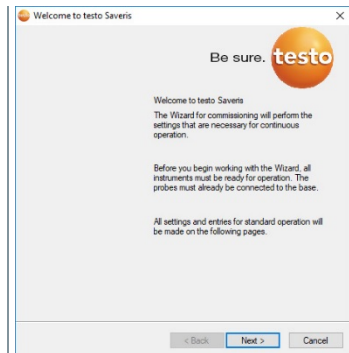 Welcome to testo Saveris
Be sure. testo
Welcome to testo Saveris
The Wizard for commissioning will perform the
settings that are necessary for continuous
operation.
Before you begin working with the Wizard, all
instruments must be ready for operation. The
probes must already be connected to the base.
All settings and entries for standard operation will
be made on the following pages.
< Back Next > Cancel